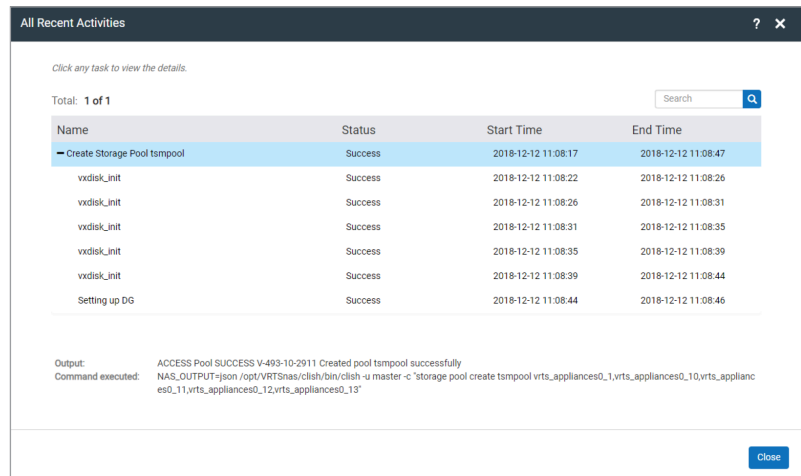 All Recent Activities ? ×
Click any task to view the details.
Total: 1 of 1 Search
Name Status Start Time End Time
Create Storage Pool tsmpool Success 2018-12-12 11:08:17 2018-12-12 11:08:47
vxdisk_init Success 2018-12-12 11:08:22 2018-12-12 11:08:26
vxdisk_init Success 2018-12-12 11:08:26 2018-12-12 11:08:31
vxdisk_init Success 2018-12-12 11:08:31 2018-12-12 11:08:35
vxdisk_init Success 2018-12-12 11:08:35 2018-12-12 11:08:39
vxdisk_init Success 2018-12-12 11:08:39 2018-12-12 11:08:44
Setting up DG Success 2018-12-12 11:08:44 2018-12-12 11:08:46
Output: ACCESS Pool SUCCESS V-493-10-2911 Created pool tsmpool successfully
Command executed: NAS_OUTPUT=json /opt/VRTSnas/clish/bin/clish -u master -c "storage pool create tsmpool vrts_appliances0_1,vrts_appliances0_10,vrts_applianc
es0_11,vrts_appliances0_12,vrts_appliances0_13"
Close